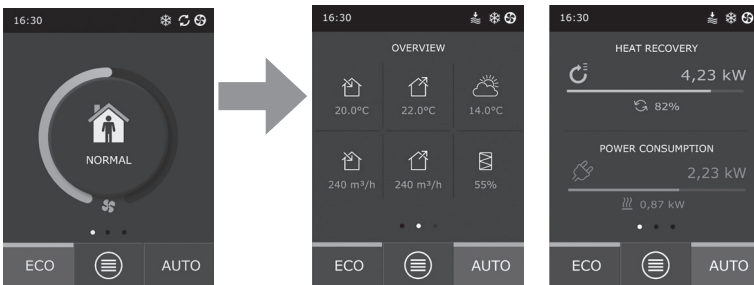 16:30
NORMAL
ECO
AUTO
16:30
OVERVIEW
20.0°C 22.0°C 14.0°C
240 m³/h 240 m³/h 55%
ECO
AUTO
16:30
HEAT RECOVERY
4,23 kW
82%
POWER CONSUMPTION
2,23 kW
0,87 kW
ECO
AUTO